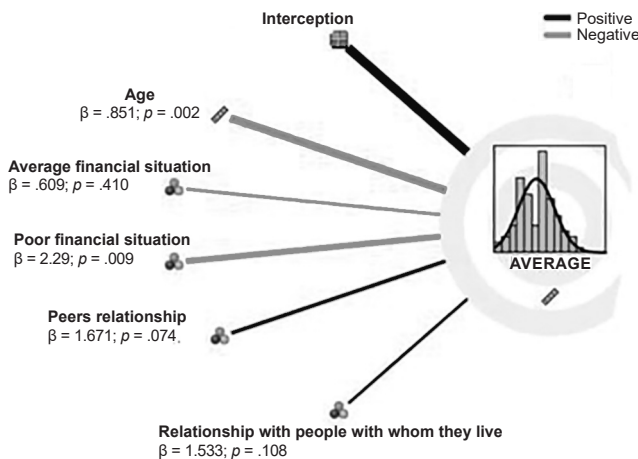 Interception
Positive
Negative
Age
β = .851; p = .002
Average financial situation
β = .609; p = .410
Poor financial situation
β = 2.29; p = .009
AVERAGE
Peers relationship
β = 1.671; p = .074.
Relationship with people with whom they live
β = 1.533; p = .108